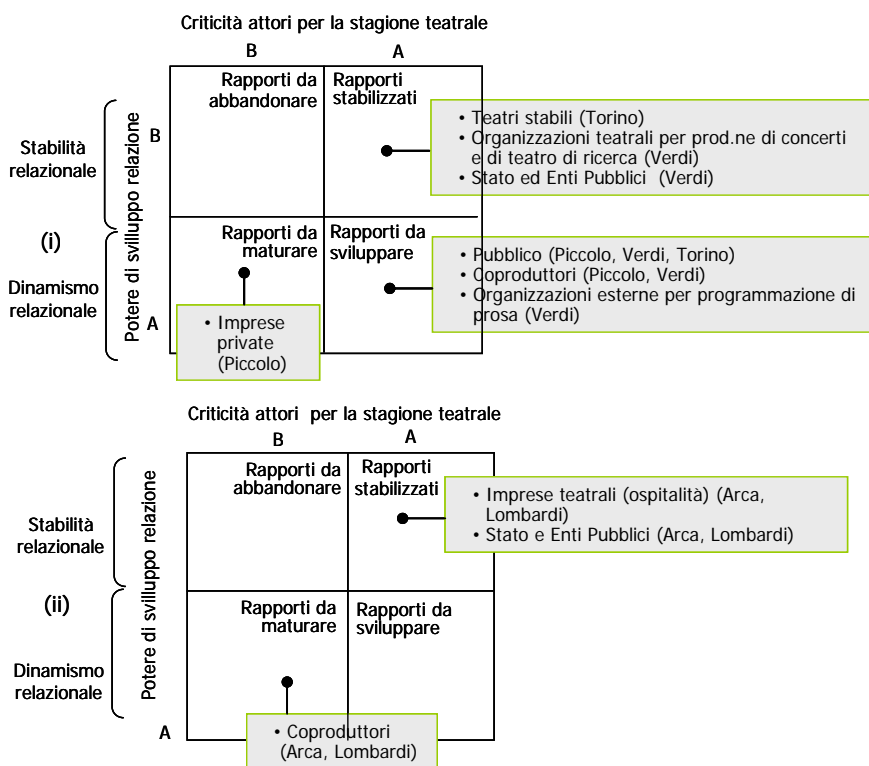 Criticità attori per la stagione teatrale
B A
Rapporti da
abbandonare
Rapporti
stabilizzati
• Teatri stabili (Torino)
• Organizzazioni teatrali per prod.ne di concerti
e di teatro di ricerca (Verdi)
• Stato ed Enti Pubblici (Verdi)
Stabilità
relazionale
B
Potere di sviluppo relazione
(i)
Rapporti da
maturare
Rapporti da
sviluppare
• Pubblico (Piccolo, Verdi, Torino)
• Coproduttori (Piccolo, Verdi)
• Organizzazioni esterne per programmazione di
prosa (Verdi)
Dinamismo
relazionale
A
• Imprese
private
(Piccolo)
Criticità attori per la stagione teatrale
B A
Rapporti da
abbandonare
Rapporti
stabilizzati
• Imprese teatrali (ospitalità) (Arca,
Lombardi)
• Stato e Enti Pubblici (Arca, Lombardi)
Stabilità
relazionale
Potere di svilluppo relazione
(ii)
Rapporti da
maturare
Rapporti da
sviluppare
Dinamismo
relazionale
A
• Coproduttori
(Arca, Lombardi)